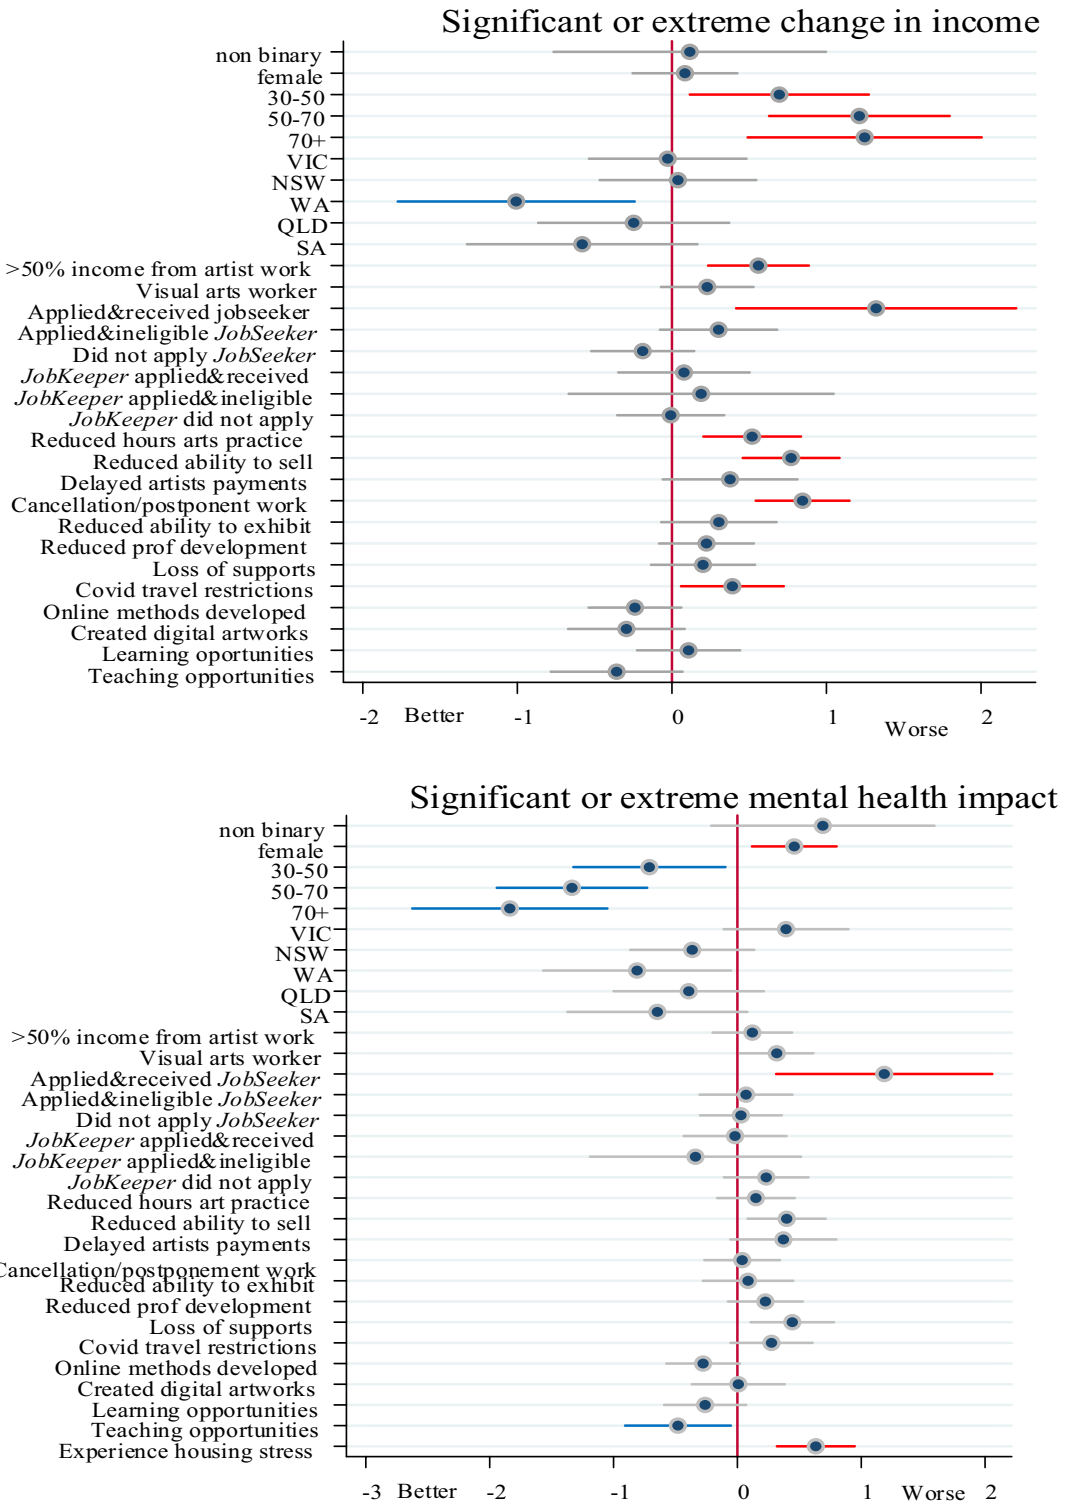 Significant or extreme change in income
non binary
female
30-50
50-70
70+
VIC
NSW
WA
QLD
SA
>50% income from artist work
Visual arts worker
Applied&received jobseeker
Applied&ineligible JobSeeker
Did not apply JobSeeker
JobKeeper applied&received
JobKeeper applied&ineligible
JobKeeper did not apply
Reduced hours arts practice
Reduced ability to sell
Delayed artists payments
Cancellation/postponent work
Reduced ability to exhibit
Reduced prof development
Loss of supports
Covid travel restrictions
Online methods developed
Created digital artworks
Learning oportunities
Teaching opportunities
-2 Better -1 0 1 Worse 2
Significant or extreme mental health impact
non binary
female
30-50
50-70
70+
VIC
NSW
WA
QLD
SA
>50% income from artist work
Visual arts worker
Applied&received JobSeeker
Applied&ineligible JobSeeker
Did not apply JobSeeker
JobKeeper applied&received
JobKeeper applied&ineligible
JobKeeper did not apply
Reduced hours art practice
Reduced ability to sell
Delayed artists payments
Cancellation/postponement work
Reduced ability to exhibit
Reduced prof development
Loss of supports
Covid travel restrictions
Online methods developed
Created digital artworks
Learning opportunities
Teaching opportunities
Experience housing stress
-3 Better -2 -1 0 1 Worse 2